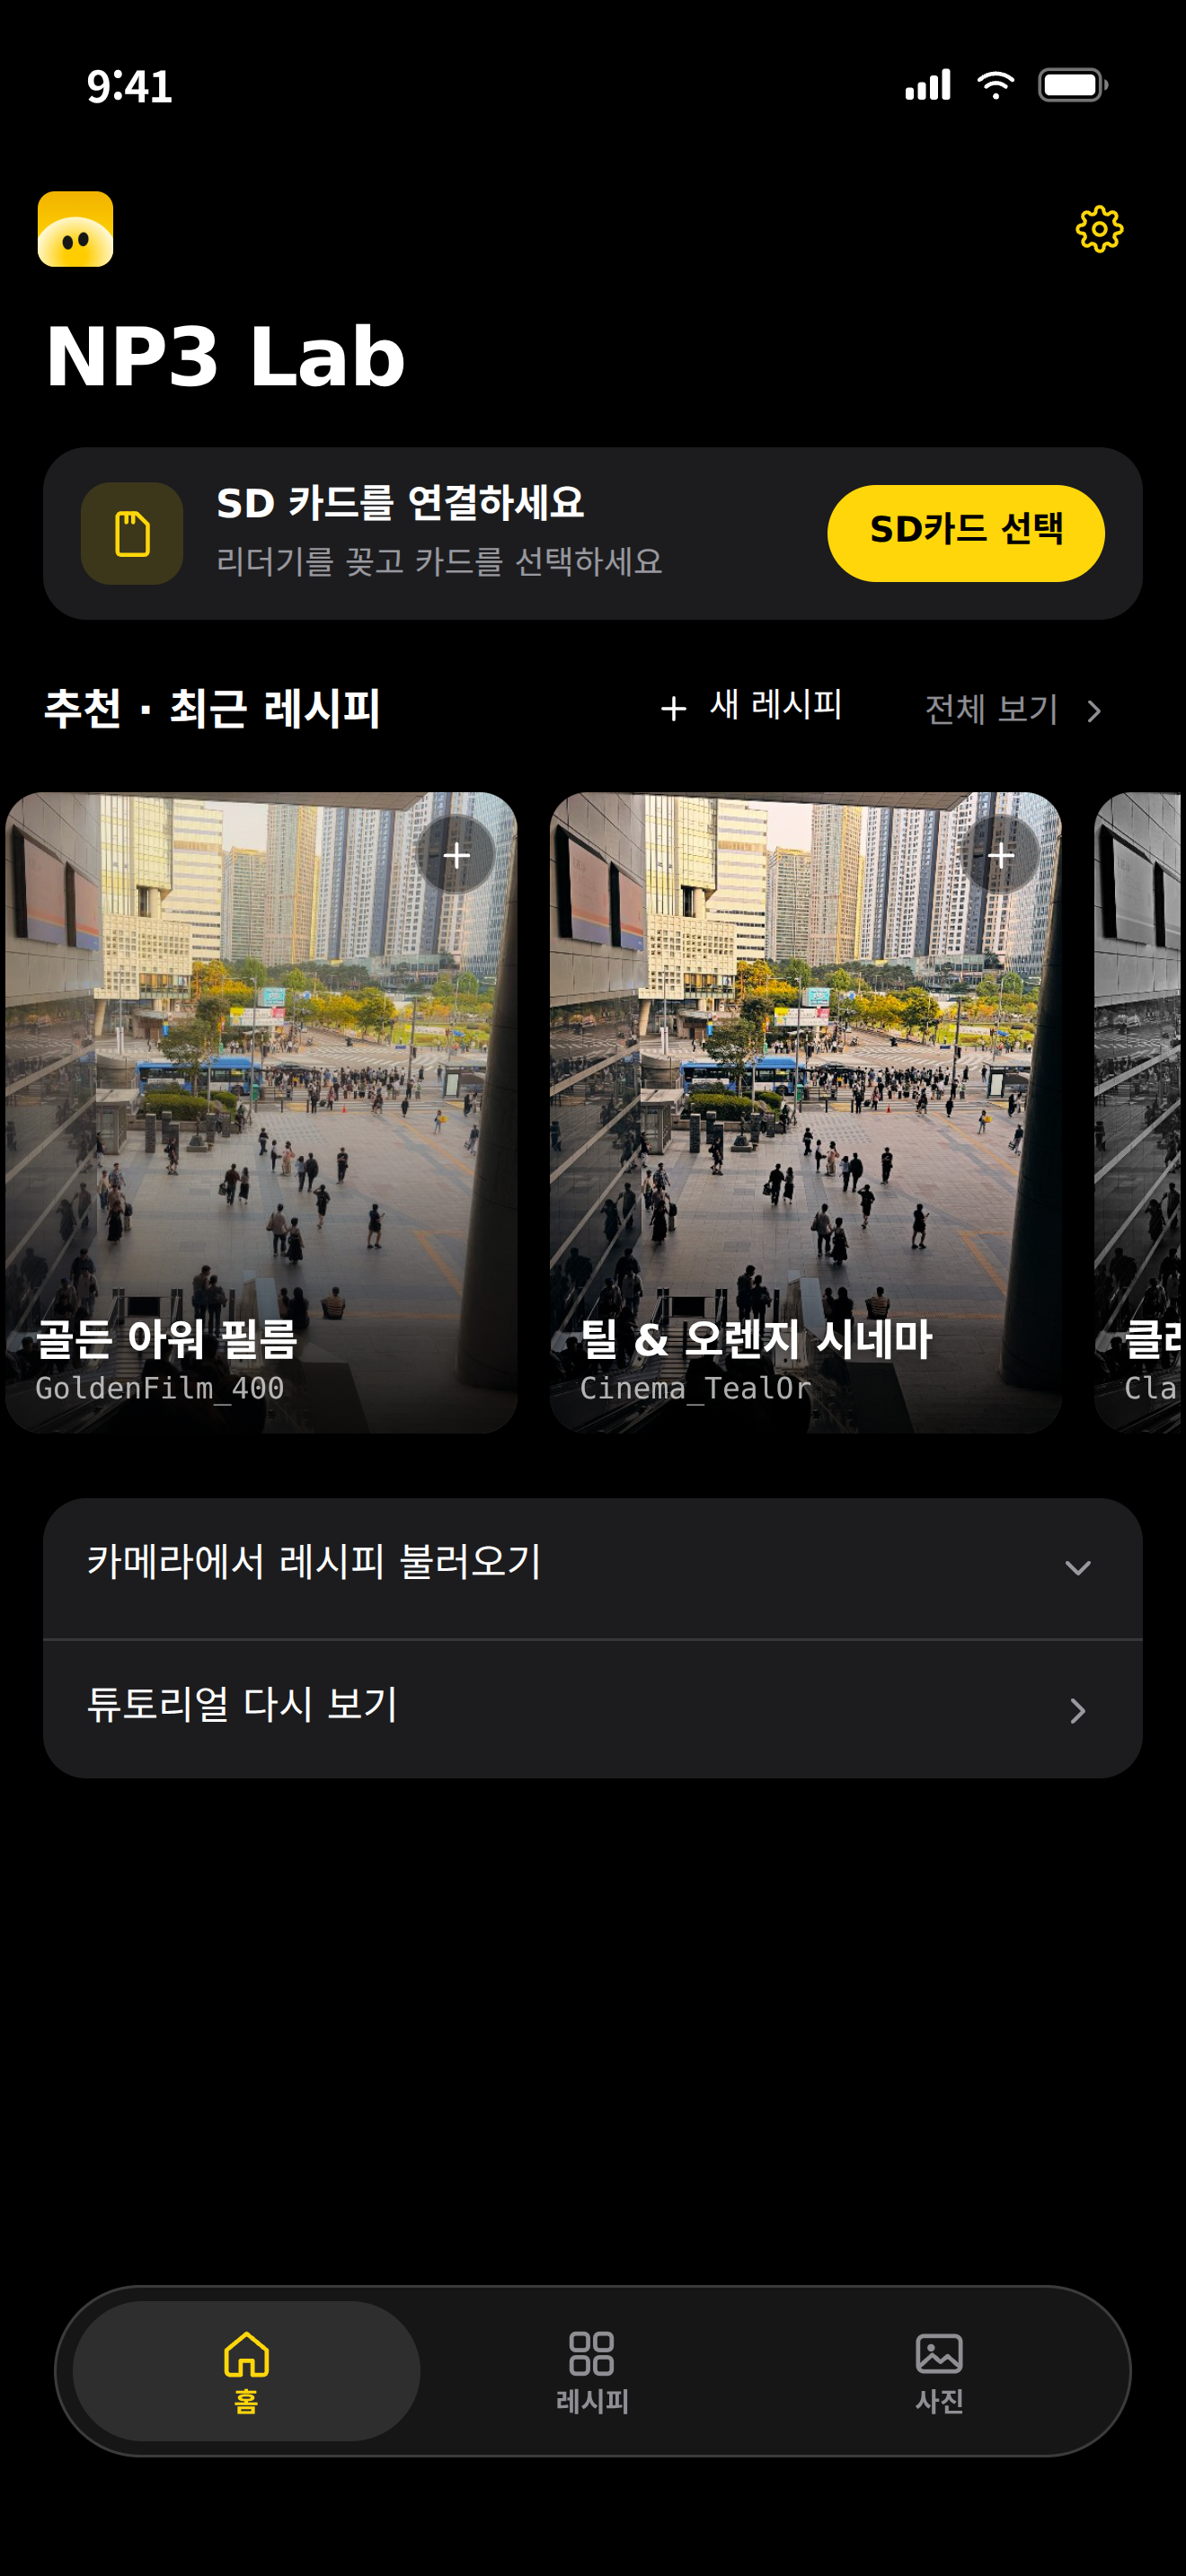 9:41
NP3 Lab
SD 카드를 연결하세요
리더기를 꽂고 카드를 선택하세요
SD카드 선택
추천 · 최근 레시피
+ 새 레시피
전체 보기 >
골든 아워 필름
GoldenFilm_400
틸 & 오렌지 시네마
Cinema_TealOr
Cla
카메라에서 레시피 불러오기
튜토리얼 다시 보기
홈
레시피
사진